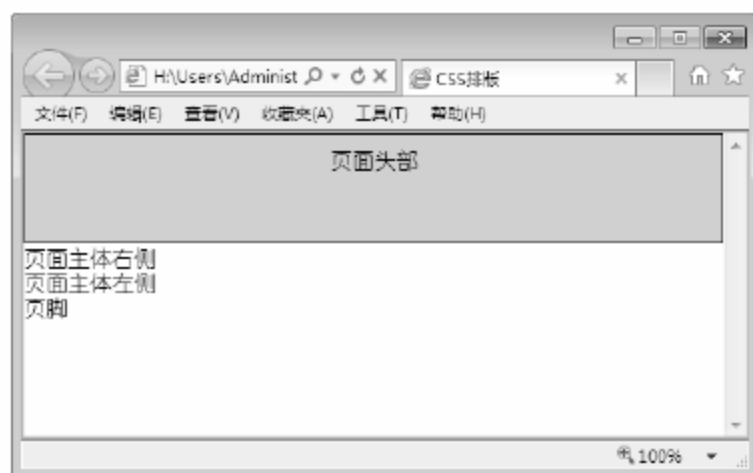 H:\Users\Administ
CSS排版
文件(F) 编辑(E) 查看(V) 收藏夹(A) 工具(T) 帮助(H)
页面头部
页面主体右侧
页面主体左侧
页脚
100%